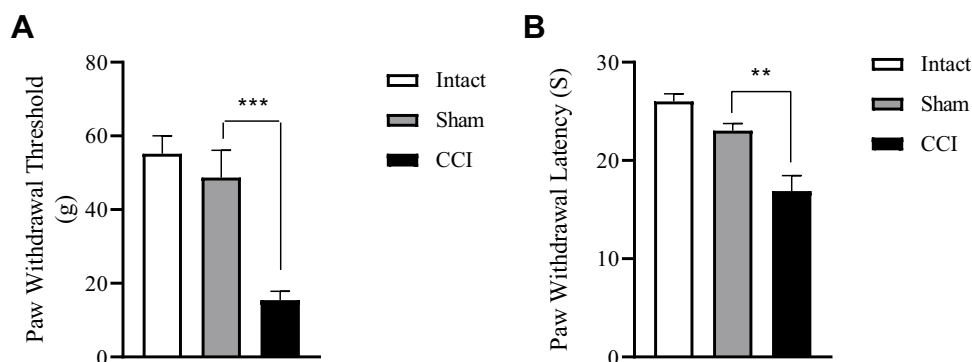 A
Paw Withdrawal Threshold
(g)
80
60
40
20
0
***
Intact
Sham
CCI
B
Paw Withdrawal Latency (S)
30
20
10
0
**
Intact
Sham
CCI